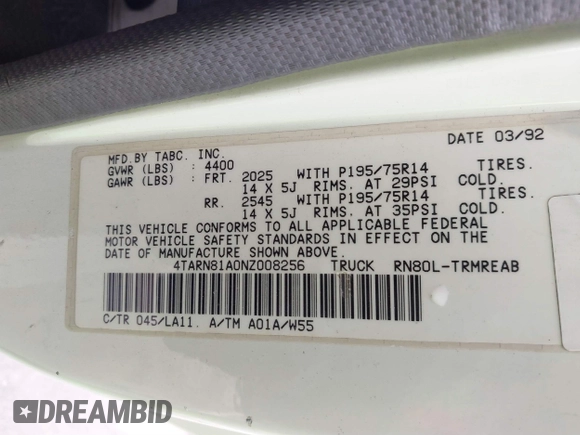 DATE 03/92
MFD.BY TABC. INC.
GVWR (LBS) : 4400
GAWR (LBS) : FRT. 2025 WITH P195/75R14 TIRES.
14 X 5J RIMS. AT 29PSI COLD.
RR. 2545 WITH P195/75R14 TIRES.
14 X 5J RIMS. AT 35PSI COLD.
THIS VEHICLE CONFORMS TO ALL APPLICABLE FEDERAL
MOTOR VEHICLE SAFETY STANDARDS IN EFFECT ON THE
DATE OF MANUFACTURE SHOWN ABOVE.
4TARN81A0NZ008256 TRUCK RN80L-TRMREAB
C/TR 045/LA11. A/TM A01A/W55
DREAMBID